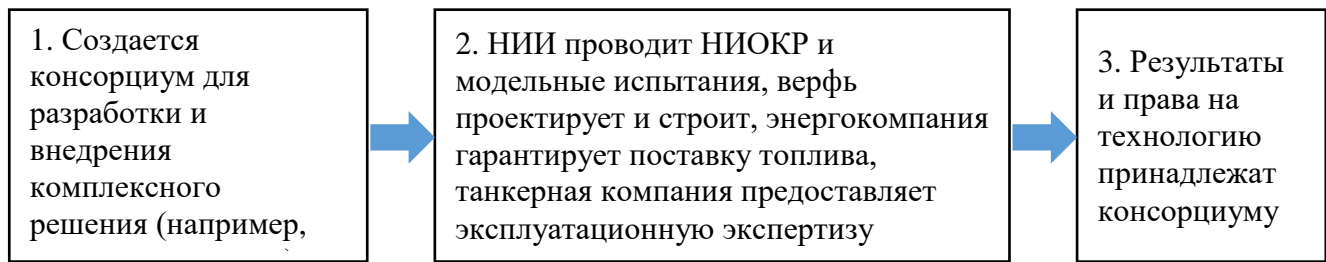 1. Создается
консорциум для
разработки и
внедрения
комплексного
решения (например,
2. НИИ проводит НИОКР и
модельные испытания, верфь
проектирует и строит, энергокомпания
гарантирует поставку топлива,
танкерная компания предоставляет
эксплуатационную экспертизу
3. Результаты
и права на
технологию
принадлежат
консорциуму